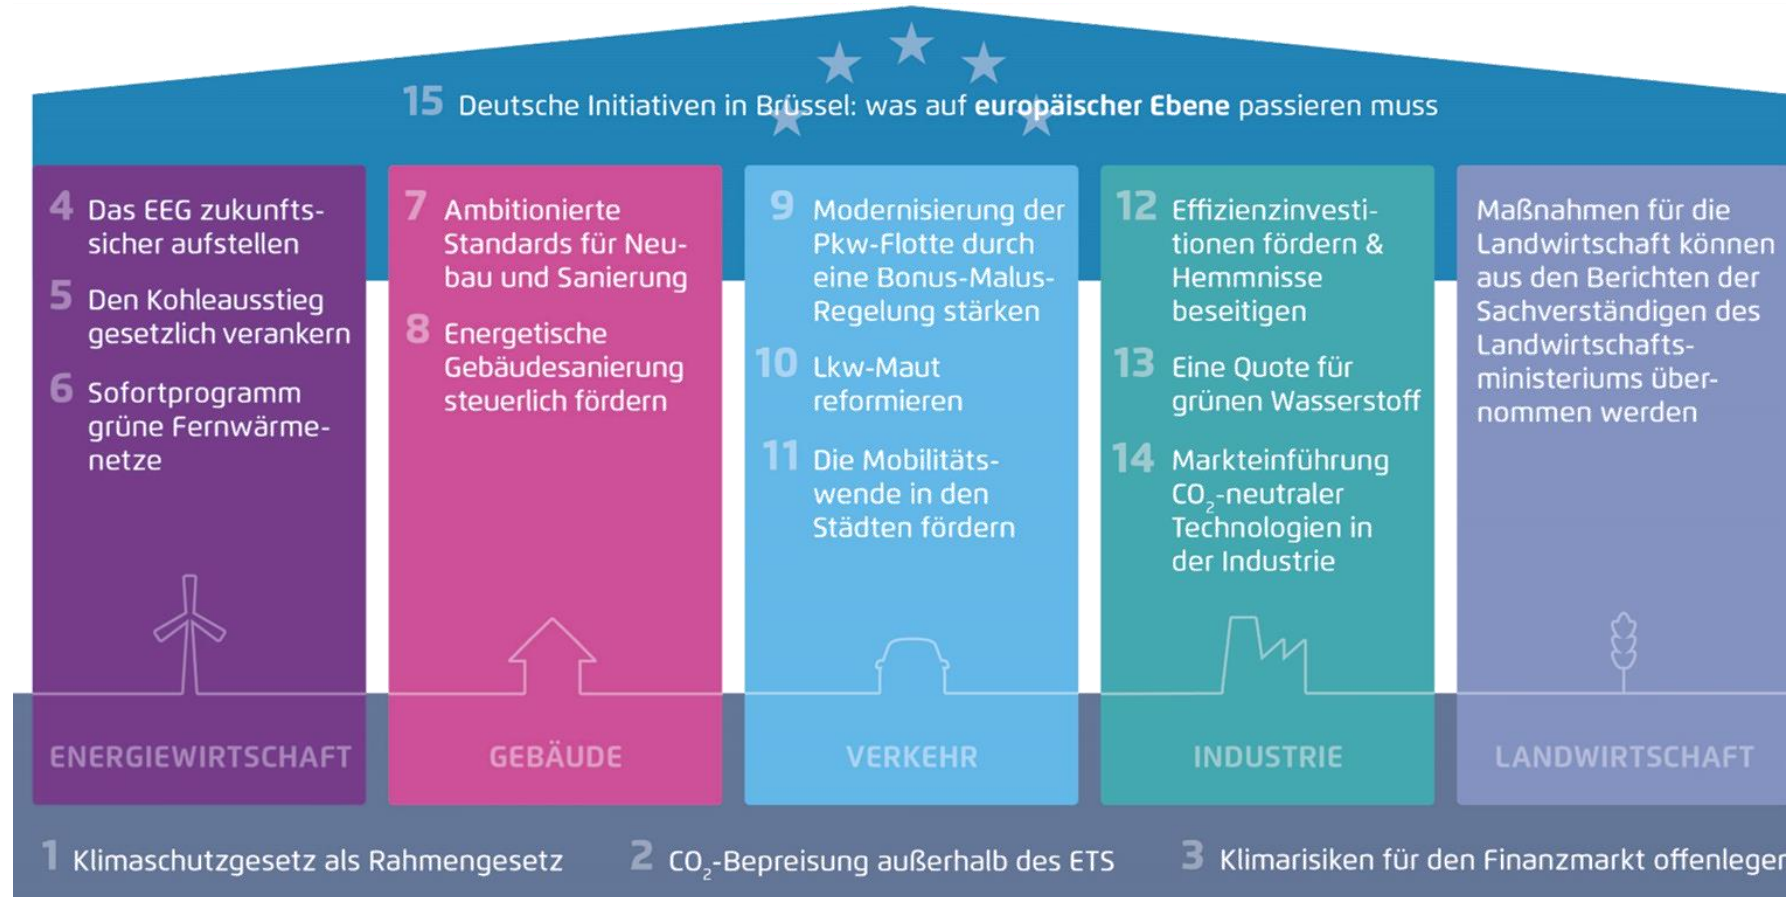 15 Deutsche Initiativen in Brüssel: was auf europäischer Ebene passieren muss
4 Das EEG zukunfts-
sicher aufstellen
5 Den Kohleausstieg
gesetzlich verankern
6 Sofortprogramm
grüne Fernwärme-
netze
ENERGIEWIRTSCHAFT
7 Ambitionierte
Standards für Neu-
bau und Sanierung
8 Energetische
Gebäudesanierung
steuerlich fördern
GEBÄUDE
9 Modernisierung der
Pkw-Flotte durch
eine Bonus-Malus-
Regelung stärken
10 Lkw-Maut
reformieren
11 Die Mobilitäts-
wende in den
Städten fördern
VERKEHR
12 Effizienzinvesti-
tionen fördern &
Hemmnisse
beseitigen
13 Eine Quote für
grünen Wasserstoff
14 Markteinführung
CO₂-neutraler
Technologien in
der Industrie
INDUSTRIE
Maßnahmen für die
Landwirtschaft können
aus den Berichten der
Sachverständigen des
Landwirtschafts-
ministeriums über-
nommen werden
LANDWIRTSCHAFT
1 Klimaschutzgesetz als Rahmengesetz
2 CO₂-Bepreisung außerhalb des ETS
3 Klimarisiken für den Finanzmarkt offenlegen